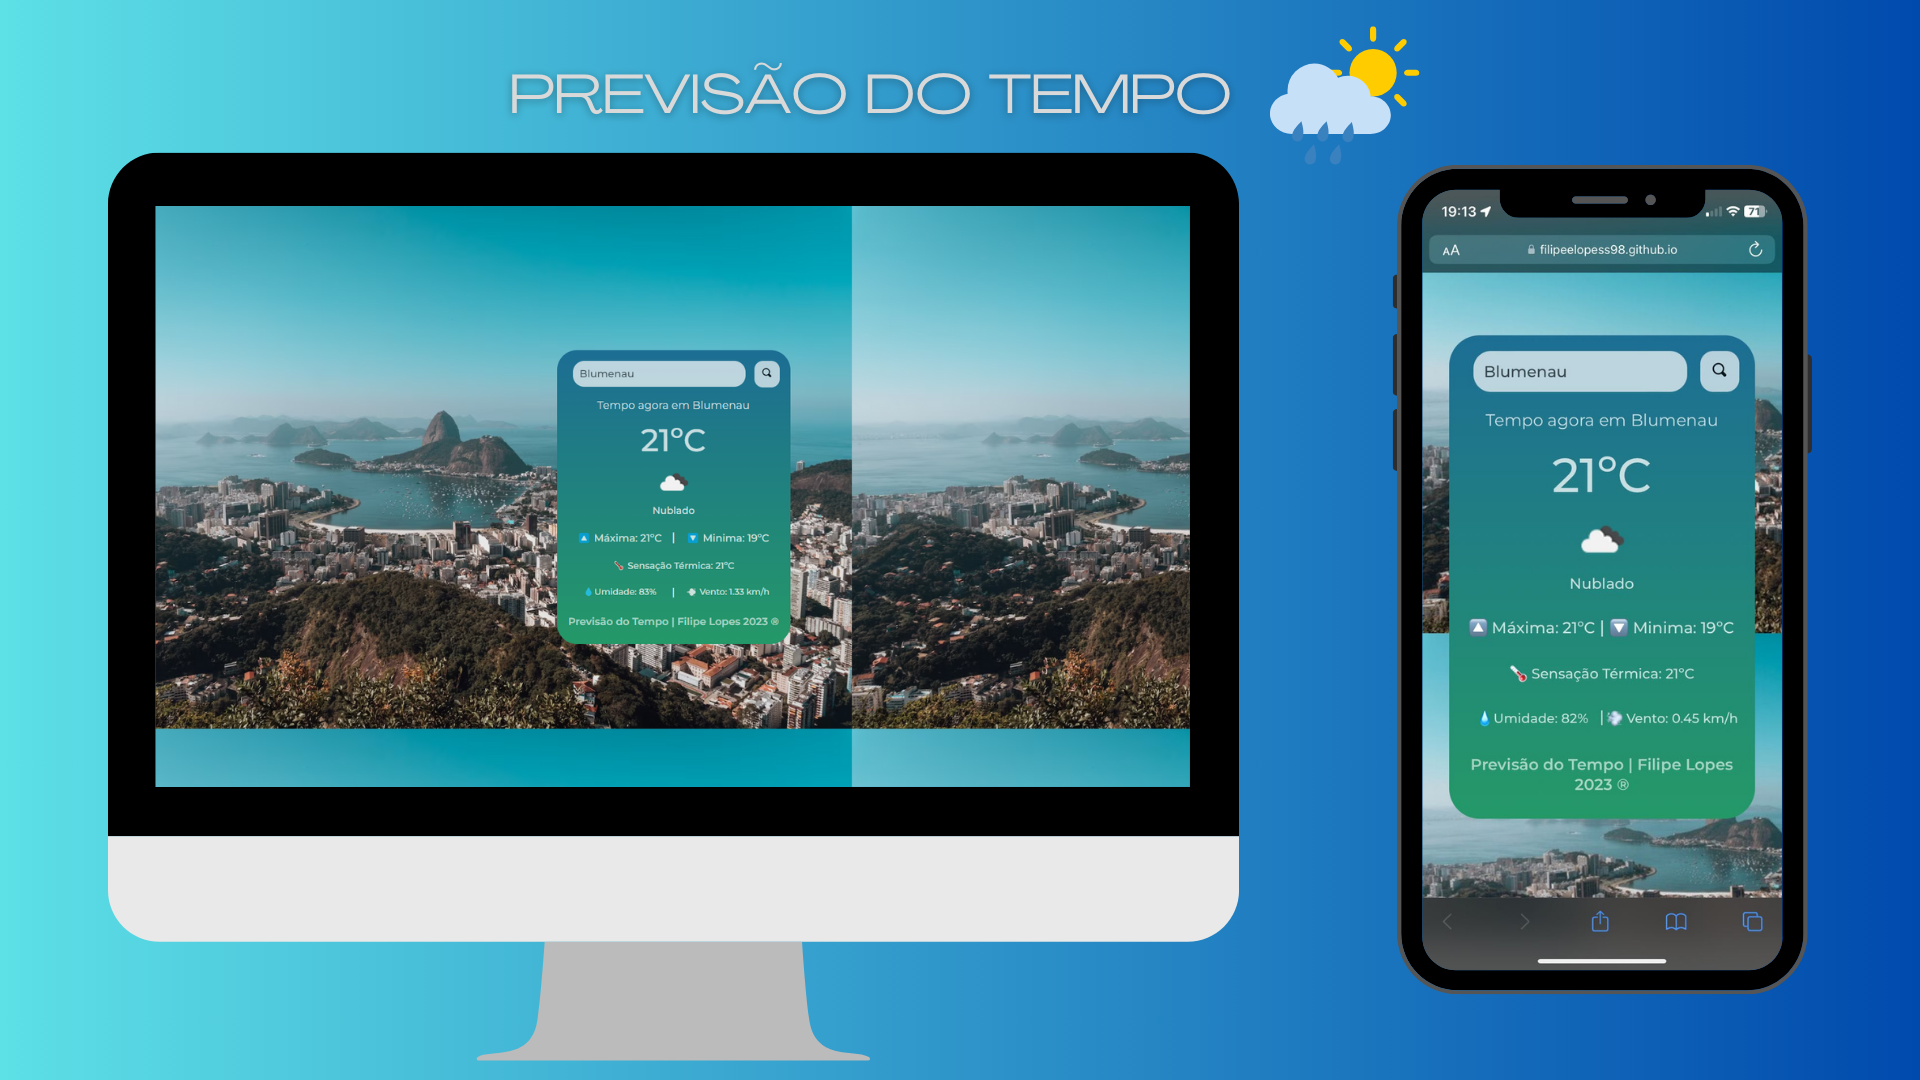 PREVISÃO DO TEMPO
Blumenau
Tempo agora em Blumenau
21°C
Nublado
Máxima: 21°C | Minima: 19°C
Sensação Térmica: 21°C
Umidade: 83% | Vento: 1.33 km/h
Previsão do Tempo | Filipe Lopes 2023 ®
19:13
71
AA filipeelopess98.github.io
Blumenau
Tempo agora em Blumenau
21°C
Nublado
Máxima: 21°C | Minima: 19°C
Sensação Térmica: 21°C
Umidade: 82% | Vento: 0.45 km/h
Previsão do Tempo | Filipe Lopes
2023 ®